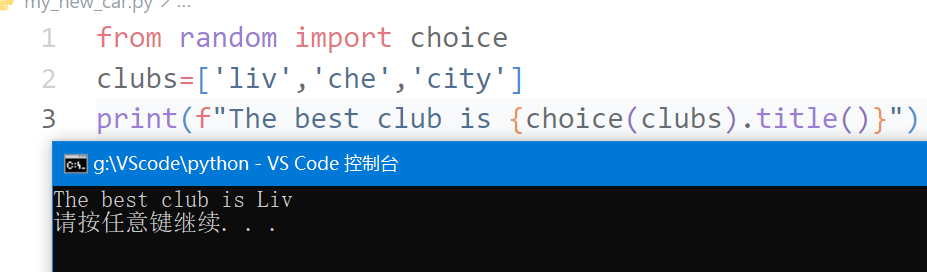 my_new_car.py > ...
1 from random import choice
2 clubs=['liv','che','city']
3 print(f"The best club is {choice(clubs).title()}")
C:\. g:\VScode\python - VS Code 控制台
The best club is Liv
请按任意键继续. . .